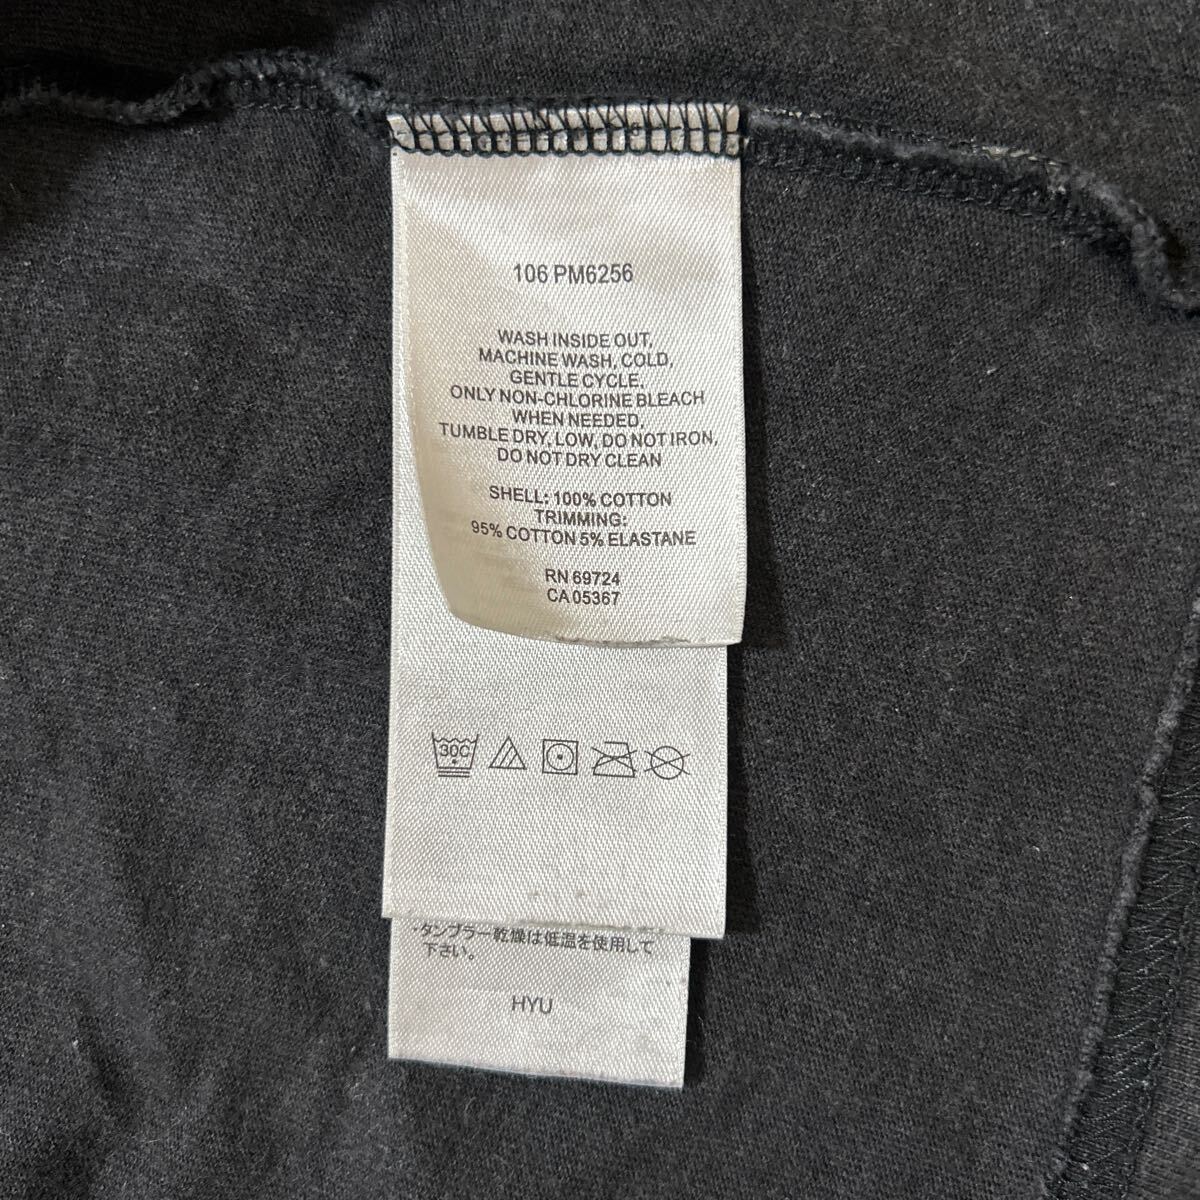 106 PM6256
WASH INSIDE OUT,
MACHINE WASH, COLD,
GENTLE CYCLE,
ONLY NON-CHLORINE BLEACH
WHEN NEEDED,
TUMBLE DRY, LOW, DO NOT IRON,
DO NOT DRY CLEAN
SHELL: 100% COTTON
TRIMMING:
95% COTTON 5% ELASTANE
RN 69724
CA 05367
30C
・タンブラー乾燥は低温を使用して
下さい。
HYU